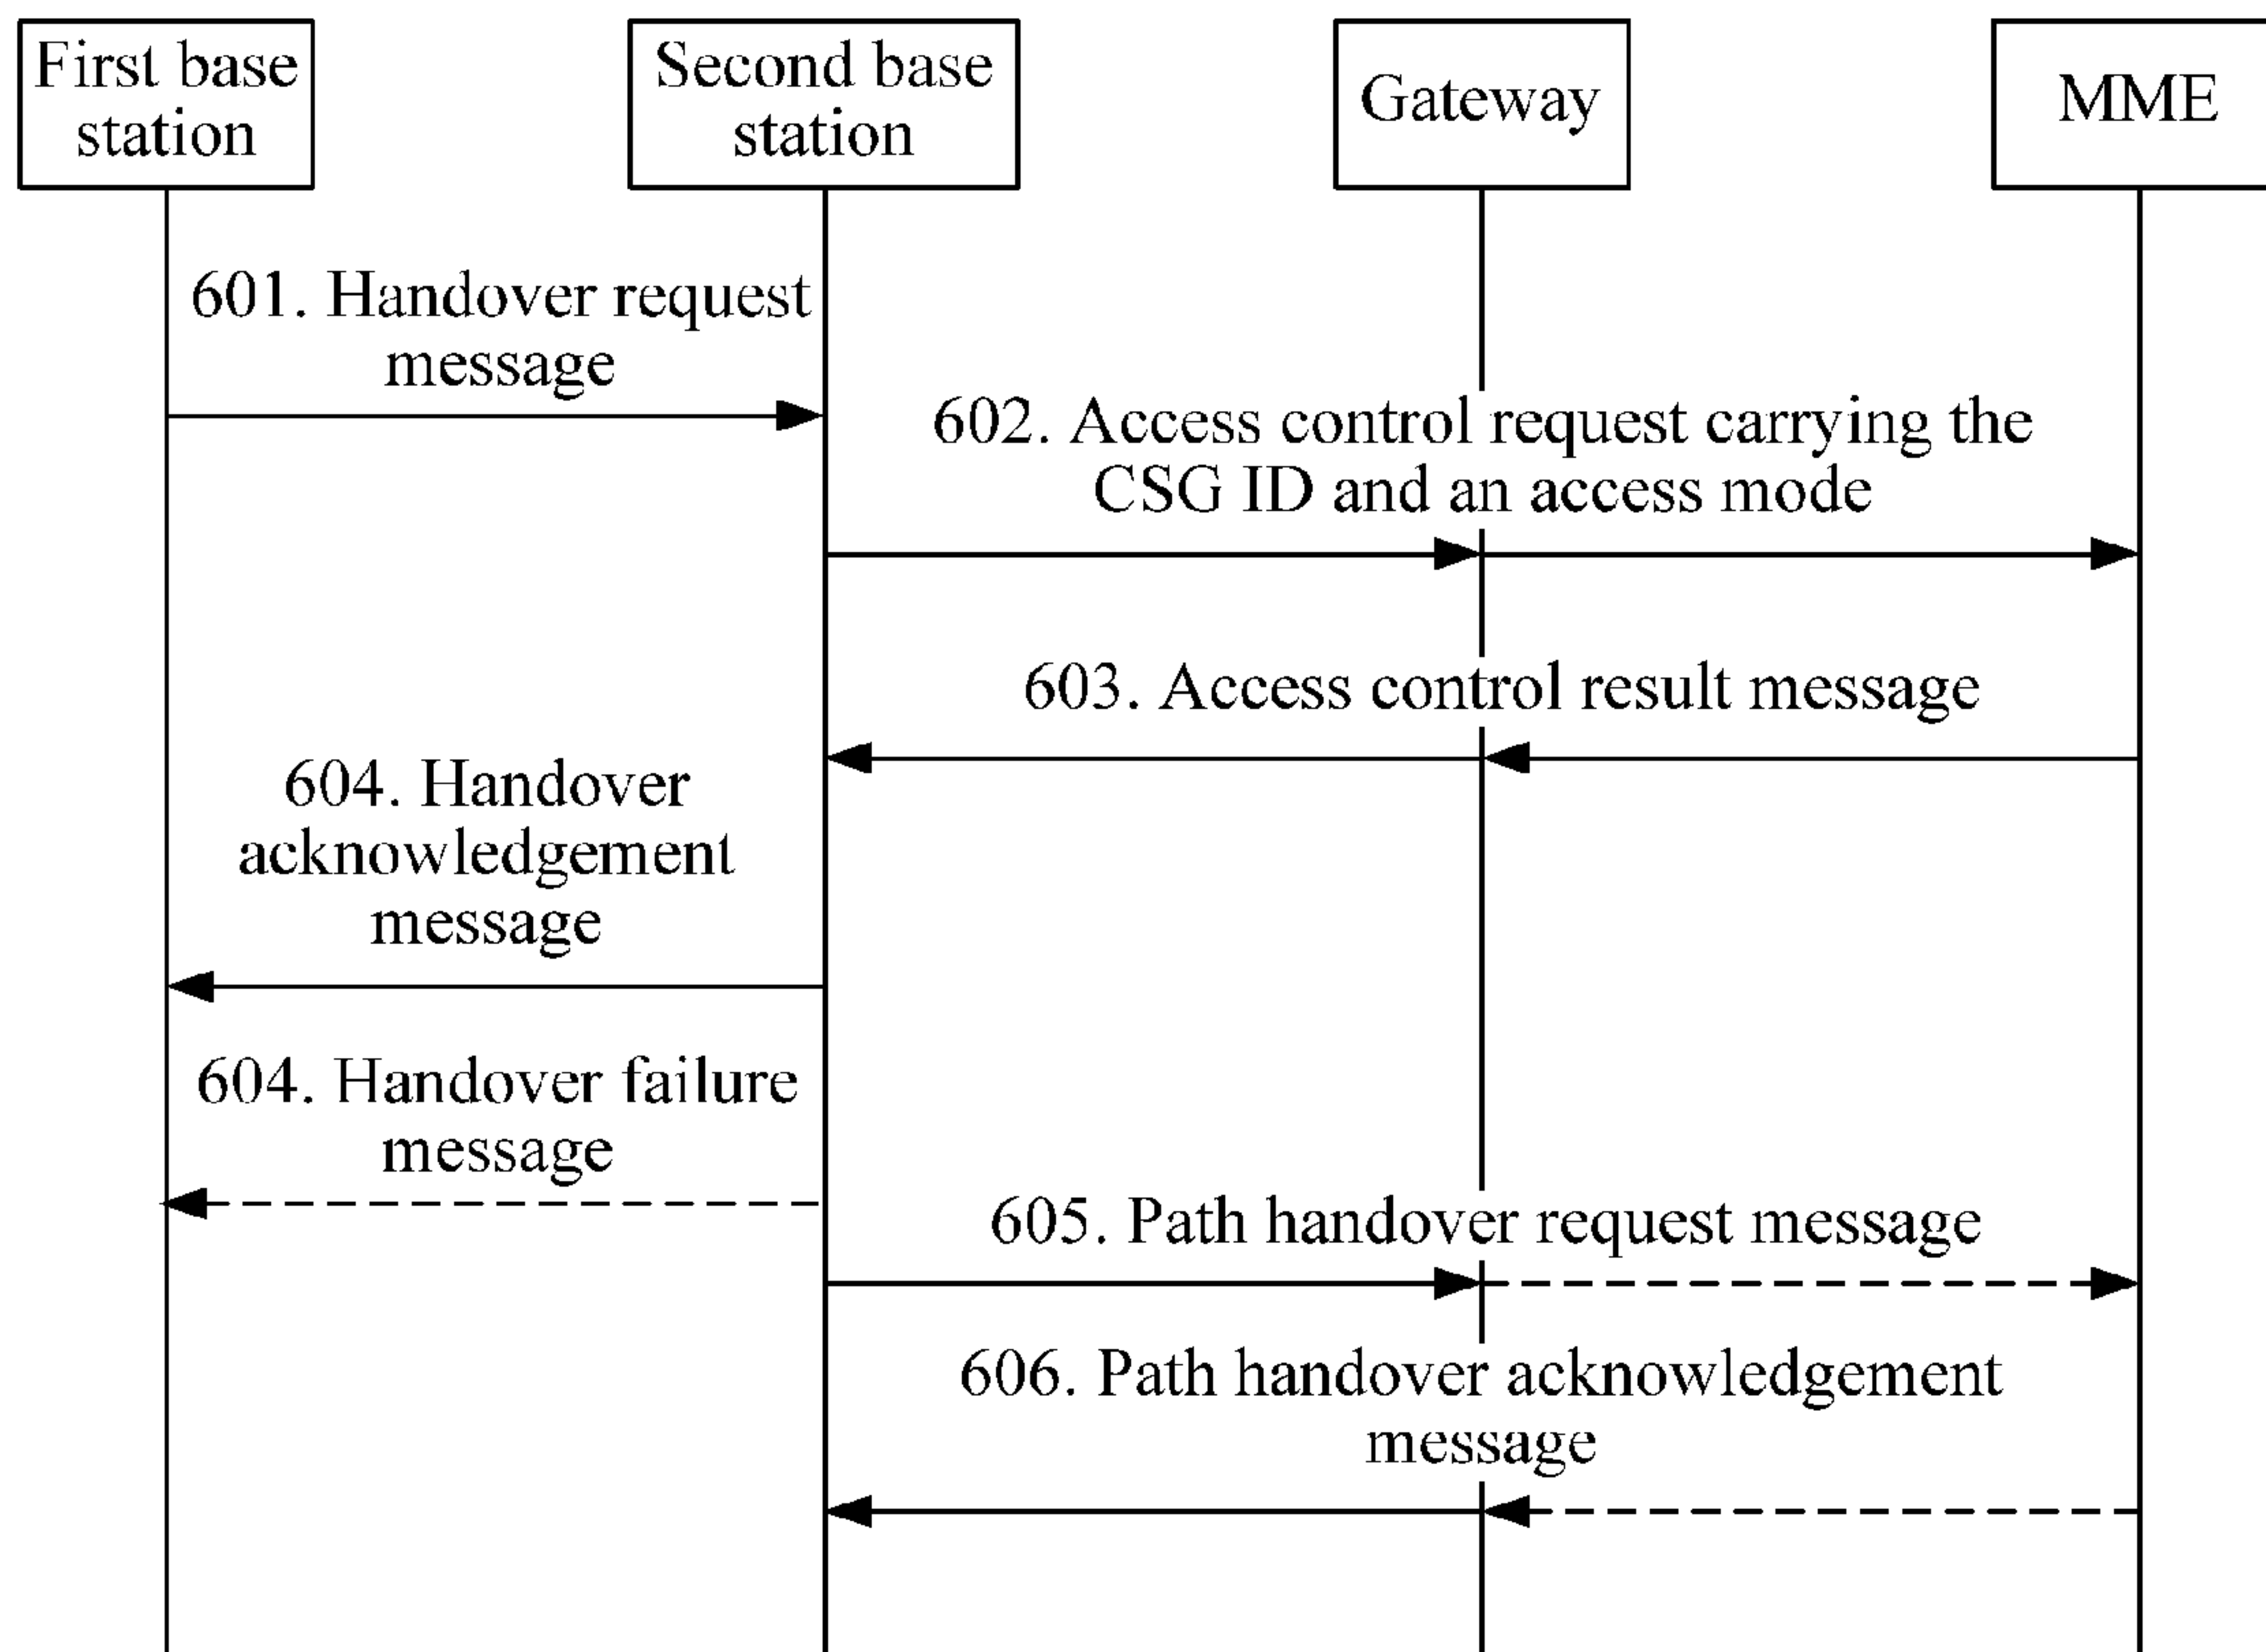 First base
station
Second base
station
Gateway
MME
601. Handover request
message
602. Access control request carrying the
CSG ID and an access mode
603. Access control result message
604. Handover
acknowledgement
message
604. Handover failure
message
605. Path handover request message
606. Path handover acknowledgement
message